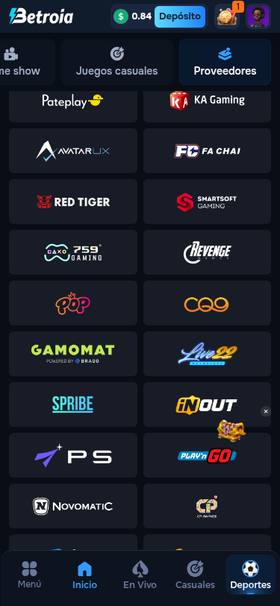 Betroia
$ 0.84 Depósito
1
me show
Juegos casuales
Proveedores
Pateplay
KA Gaming
AVATARUX
FC FA CHAI
RED TIGER
SMARTSOFT
GAMING
759
GAMING
REVENGE
POP
CQ9
GAMOMAT
POWERED BY BRAGG
Live22
SPRIBE
INOUT
PS
PLAY'n GO
NOVOMATIC
CP
Menú
Inicio
En Vivo
Casuales
Deportes